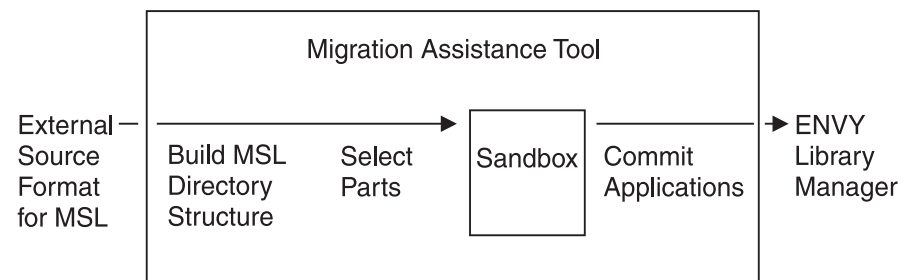 Migration Assistance Tool
External
Source
Format
for MSL
Build MSL
Directory
Structure
Select
Parts
Sandbox
Commit
Applications
ENVY
Library
Manager